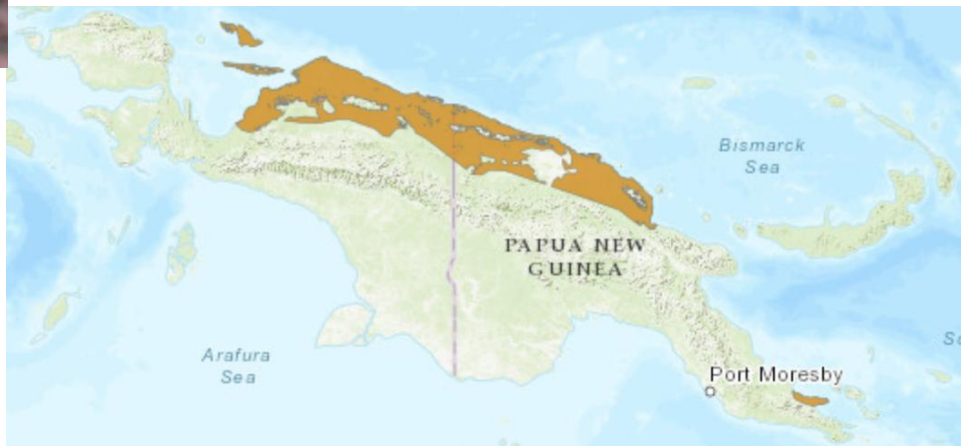 Bismarck
Sea
PAPUA NEW
GUINEA
Arafura
Sea
Port Moresby